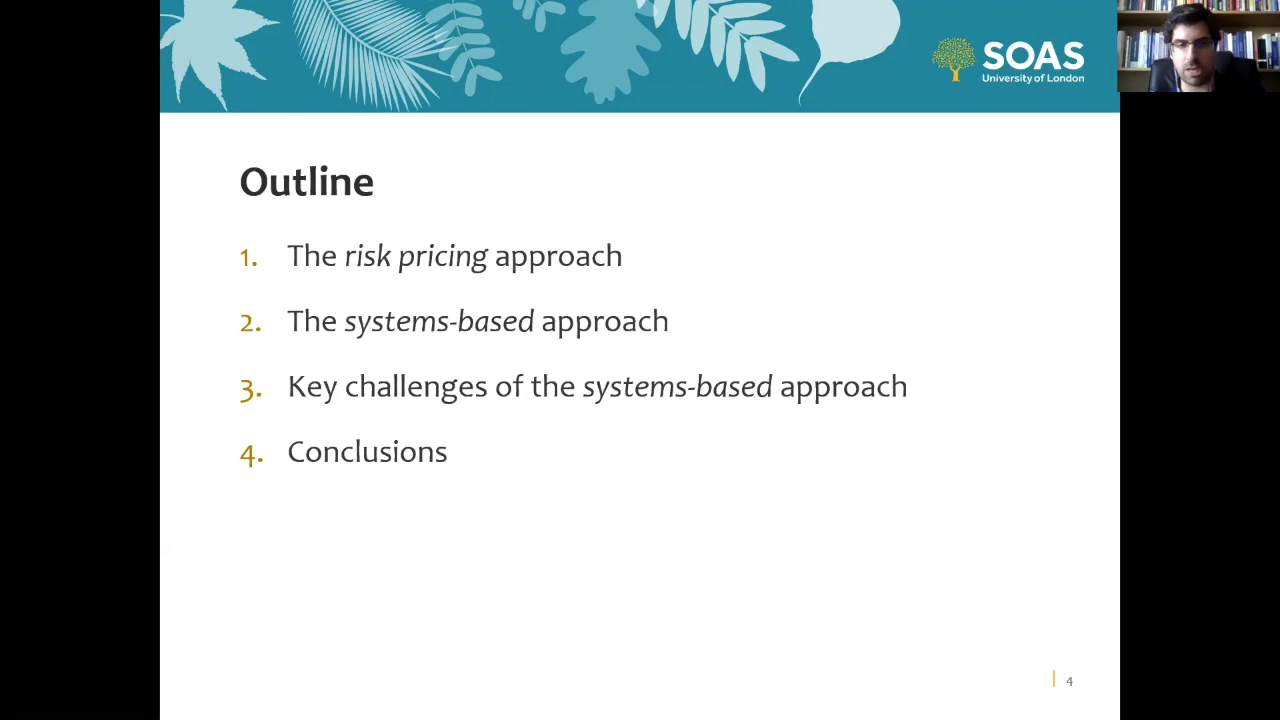 SOAS
University of London
Outline
1. The risk pricing approach
2. The systems-based approach
3. Key challenges of the systems-based approach
4. Conclusions
4